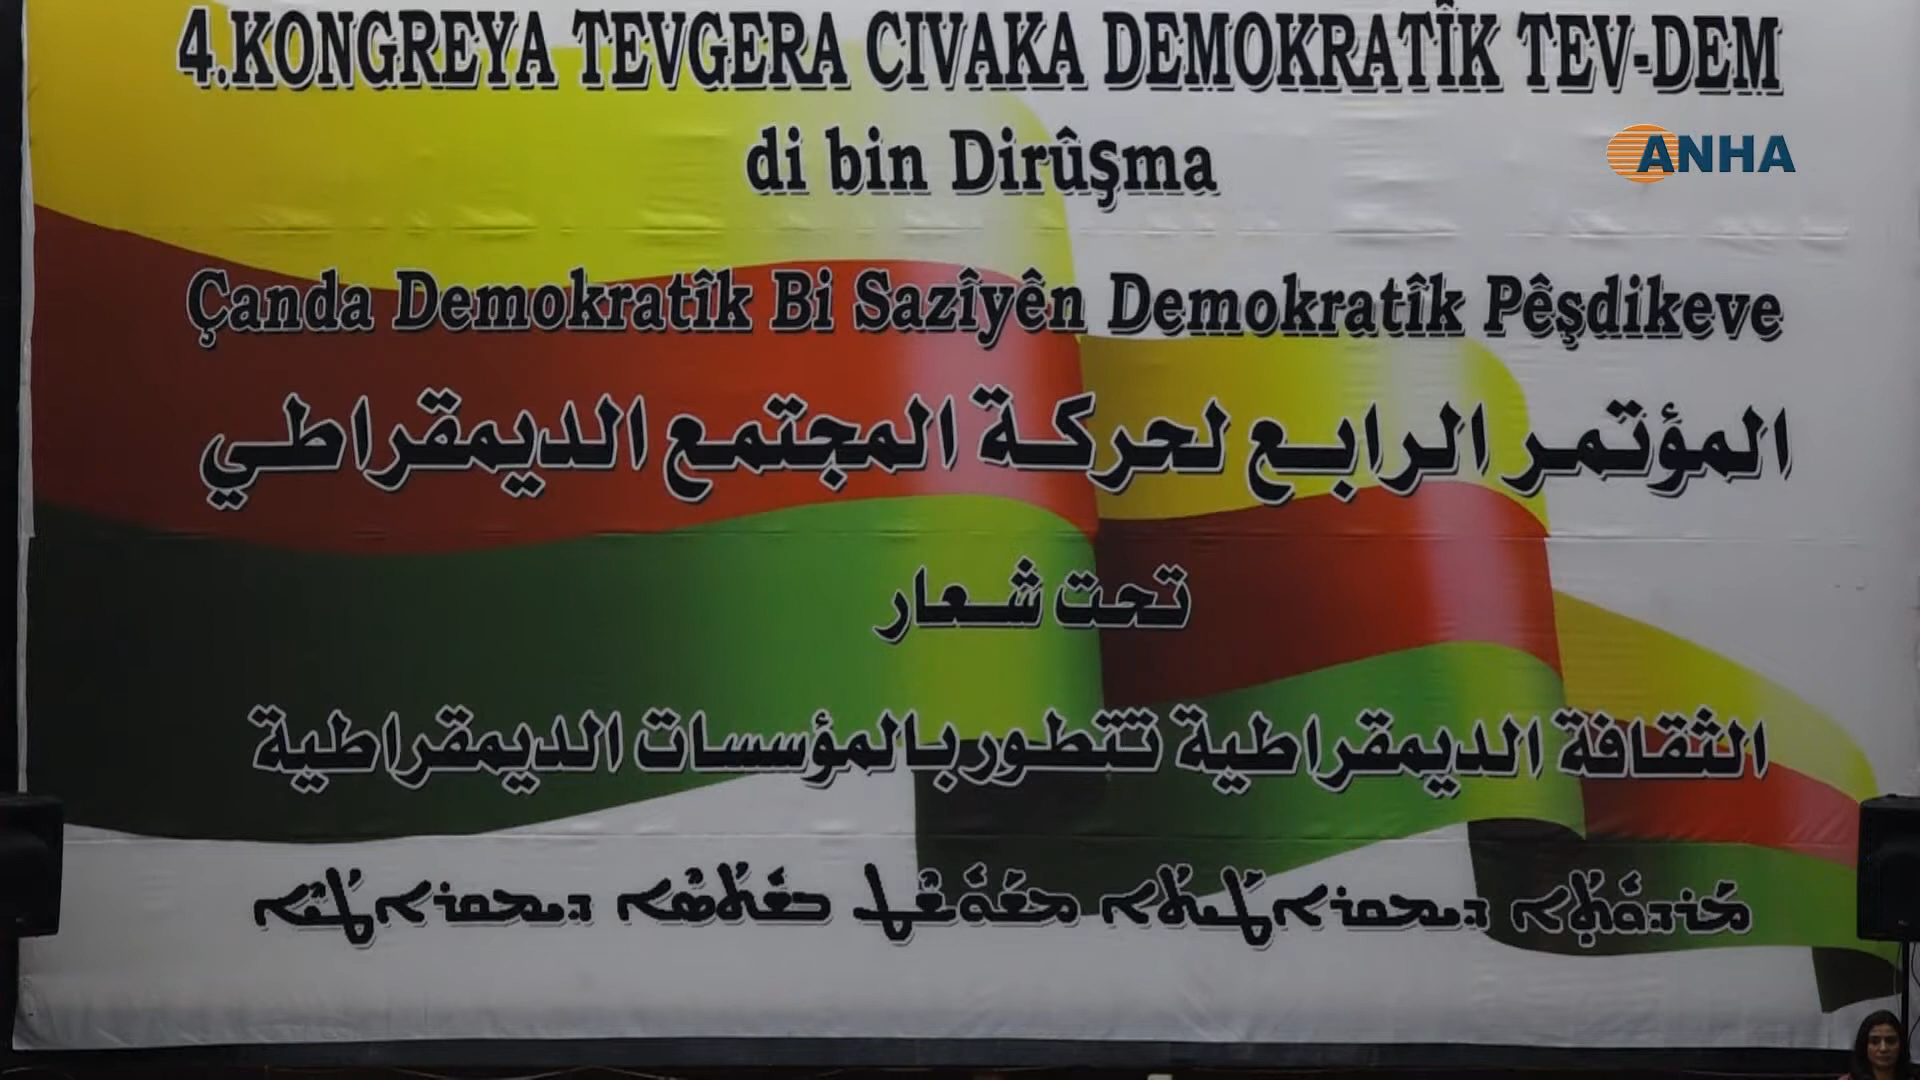 4.KONGREYA TEVGERA CIVAKA DEMOKRATÎK TEV-DEM
di bin Dirûşma
ANHA
Çanda Demokratîk Bi Sazîyên Demokratîk Pêşdikeve
المؤتمر الرابع لحركة المجتمع الديمقراطي
تحت شعار
الثقافة الديمقراطية تتطور بالمؤسسات الديمقراطية